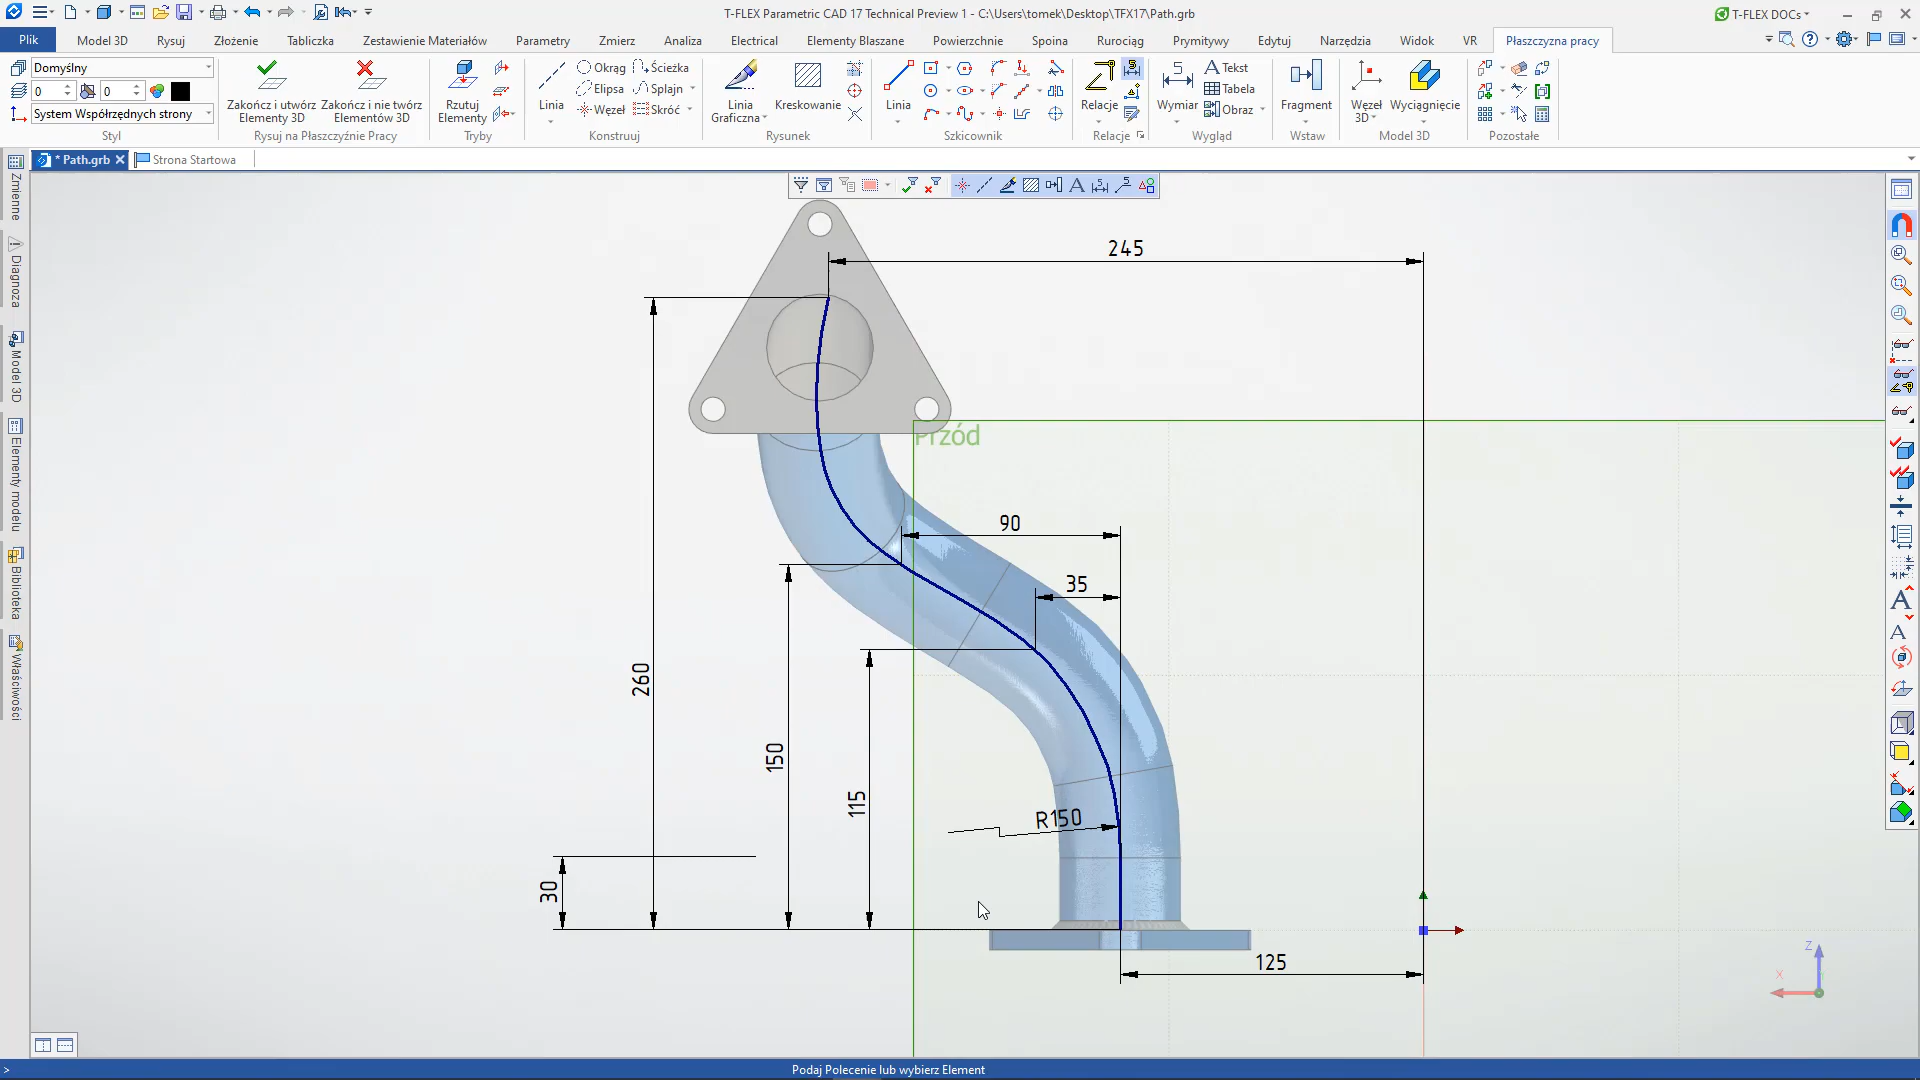 T-FLEX Parametric CAD 17 Technical Preview 1 - C:\Users\tomek\Desktop\TFX17\Path.grb
T-FLEX DOCs
Plik
Model 3D
Rysuj
Złożenie
Tabliczka
Zestawienie Materiałów
Parametry
Zmierz
Analiza
Electrical
Elementy Blaszane
Powierzchnie
Spoina
Rurociąg
Prymitywy
Edytuj
Narzędzia
Widok
VR
Płaszczyzna pracy
Domyślny
0
0
System Współrzędnych strony
Styl
Zakończ i utwórz
Elementy 3D
Zakończ i nie twórz
Elementów 3D
Rysuj na Płaszczyźnie Pracy
Rzutuj
Elementy
Tryby
Linia
Okrąg
Elipsa
Węzeł
Ścieżka
Splajn
Skróć
Konstruuj
Linia
Graficzna
Kreskowanie
Rysunek
Linia
Szkicownik
Relacje
Relacje
Wymiar
Tekst
Tabela
Obraz
Wygląd
Fragment
Wstaw
Węzeł
3D
Wyciągnięcie
Model 3D
Pozostałe
* Path.grb
Strona Startowa
Zmienne
Diagnoza
Model 3D
Elementy modelu
Biblioteka
Właściwości
245
Przód
90
35
260
150
115
R150
30
125
Z
X
>
Podaj Polecenie lub wybierz Element